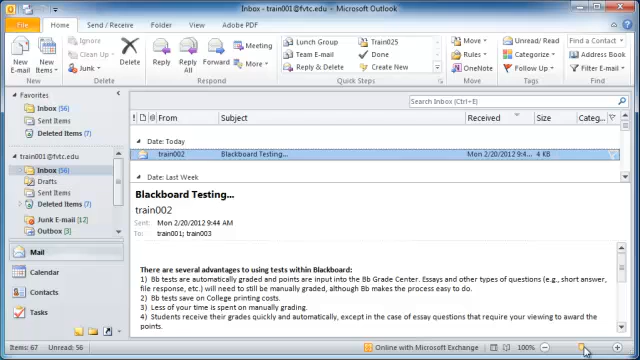 Inbox - train001@fvtc.edu - Microsoft Outlook
File Home Send / Receive Folder View Adobe PDF
New E-mail New Items
New
Ignore
Junk
Delete
Delete
Reply Reply All Forward Meeting More
Respond
Lunch Group Train025
Team E-mail Done
Reply & Delete Create New
Quick Steps
Move
Rules
OneNote
Move
Unread/ Read
Categorize
Follow Up
Tags
Find a Contact
Address Book
Filter E-mail
Find
Favorites
Inbox (56)
Sent Items
Deleted Items (7)
train001@fvtc.edu
Inbox (56)
Drafts
Sent Items
Deleted Items (7)
Junk E-mail [12]
Outbox [3]
Mail
Calendar
Contacts
Tasks
Search Inbox (Ctrl+E)
From Subject Received Size Categ...
Date: Today
train002 Blackboard Testing... Mon 2/20/2012 9:4... 4 KB
Date: Last Week
Blackboard Testing...
train002
Sent: Mon 2/20/2012 9:44 AM
To: train001; train003
There are several advantages to using tests within Blackboard:
1) Bb tests are automatically graded and points are input into the Bb Grade Center. Essays and other types of questions (e.g., short answer,
file response, etc.) will need to still be manually graded, although Bb makes the process easy to do.
2) Bb tests save on College printing costs.
3) Less of your time is spent on manually grading.
4) Students receive their grades quickly and automatically, except in the case of essay questions that require your viewing to award the
points.
Items: 67 Unread: 56 Online with Microsoft Exchange 100%